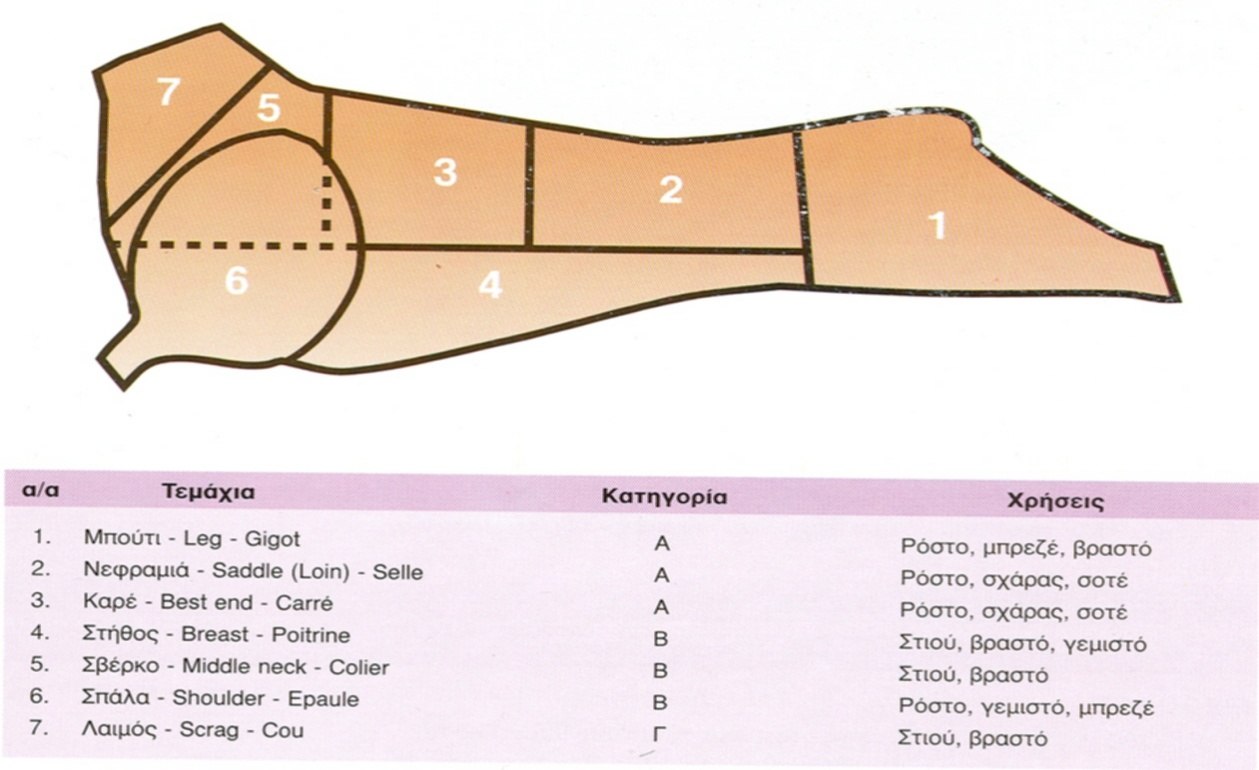 7
5
3
2
1
6
4
α/α Τεμάχια Κατηγορία Χρήσεις
1. Μπούτι - Leg - Gigot Α Ρόστο, μπρεζέ, βραστό
2. Νεφραμιά - Saddle (Loin) - Selle Α Ρόστο, σχάρας, σοτέ
3. Καρέ - Best end - Carré Α Ρόστο, σχάρας, σοτέ
4. Στήθος - Breast - Poitrine Β Στιού, βραστό, γεμιστό
5. Σβέρκο - Middle neck - Colier Β Στιού, βραστό
6. Σπάλα - Shoulder - Epaule Β Ρόστο, γεμιστό, μπρεζέ
7. Λαιμός - Scrag - Cou Γ Στιού, βραστό